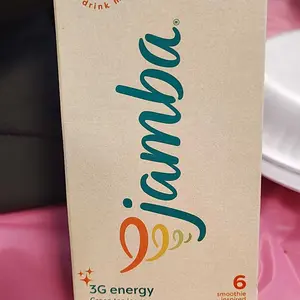 drink
jamba®
3G energy
6
smoothie
inspired